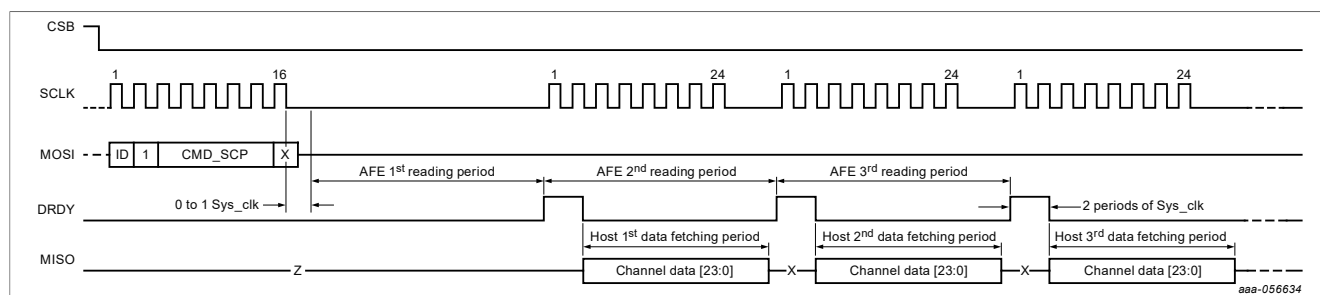 CSB
1 16 1 24 1 24 1 24
SCLK
MOSI ID 1 CMD_SCP X
AFE 1st reading period AFE 2nd reading period AFE 3rd reading period
DRDY 0 to 1 Sys_clk 2 periods of Sys_clk
Host 1st data fetching period Host 2nd data fetching period Host 3rd data fetching period
MISO Z Channel data [23:0] X Channel data [23:0] X Channel data [23:0]
aaa-056634